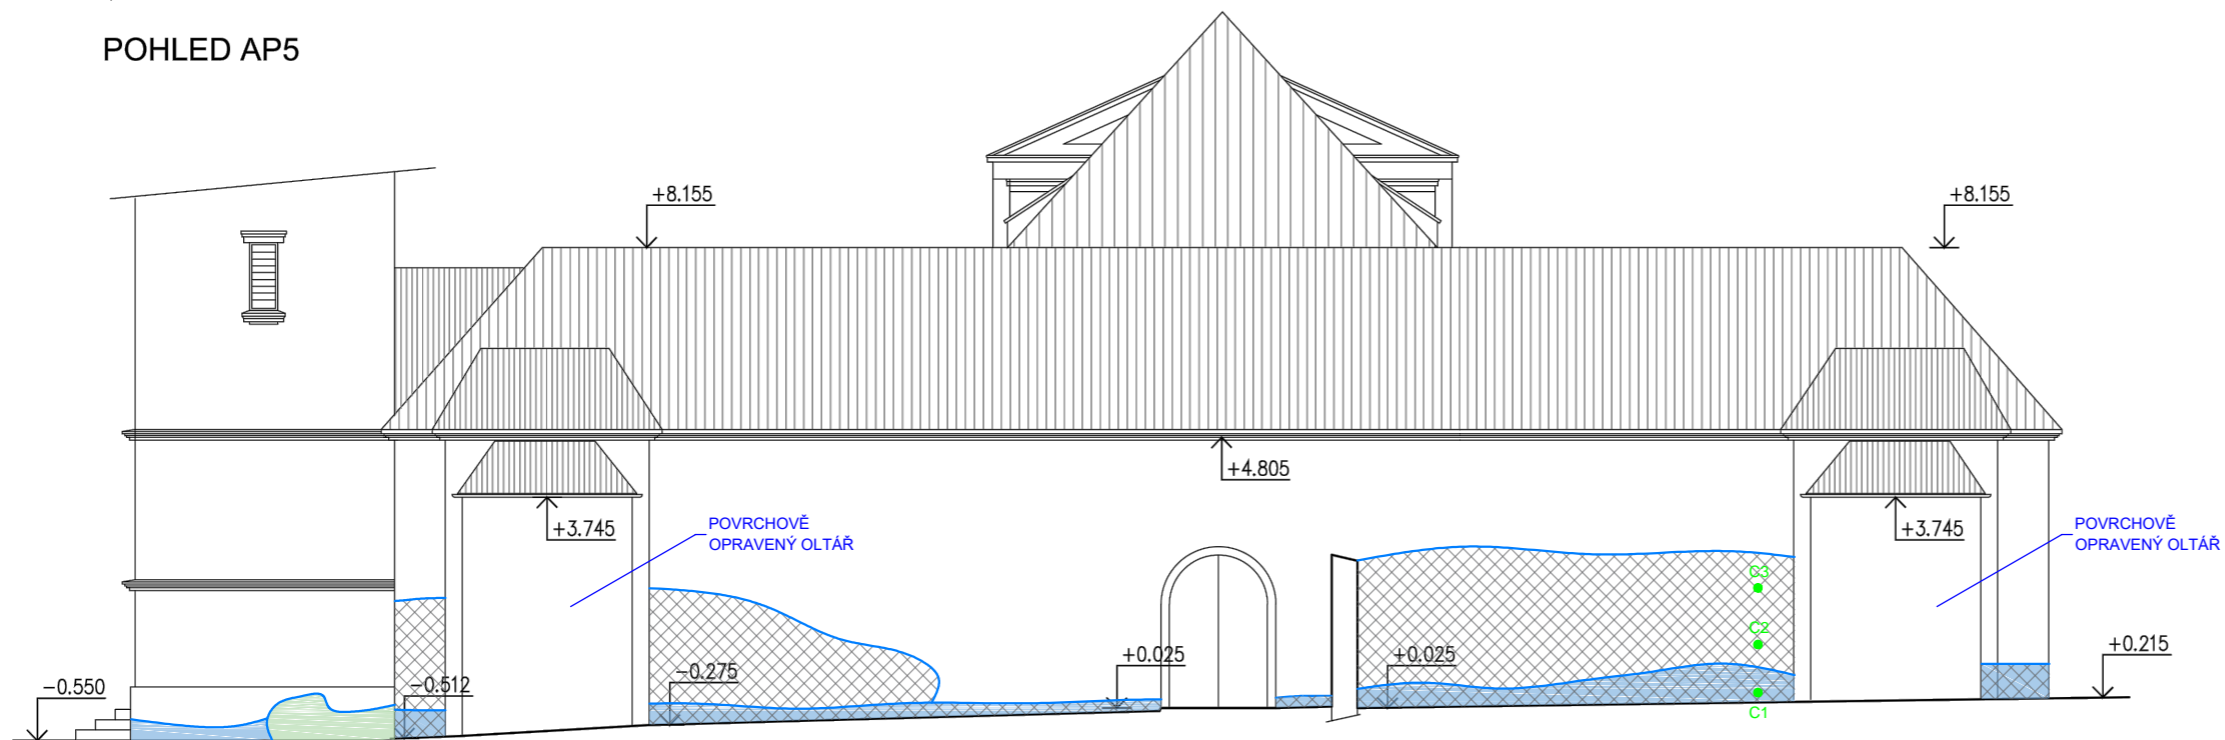 POHLED AP5
+8.155
+8.155
+4.805
+3.745
+3.745
POVRCHOVĚ
OPRAVENÝ OLTÁŘ
POVRCHOVĚ
OPRAVENÝ OLTÁŘ
C3
C2
C1
-0.550
-0.512
-0.275
+0.025
+0.025
+0.215